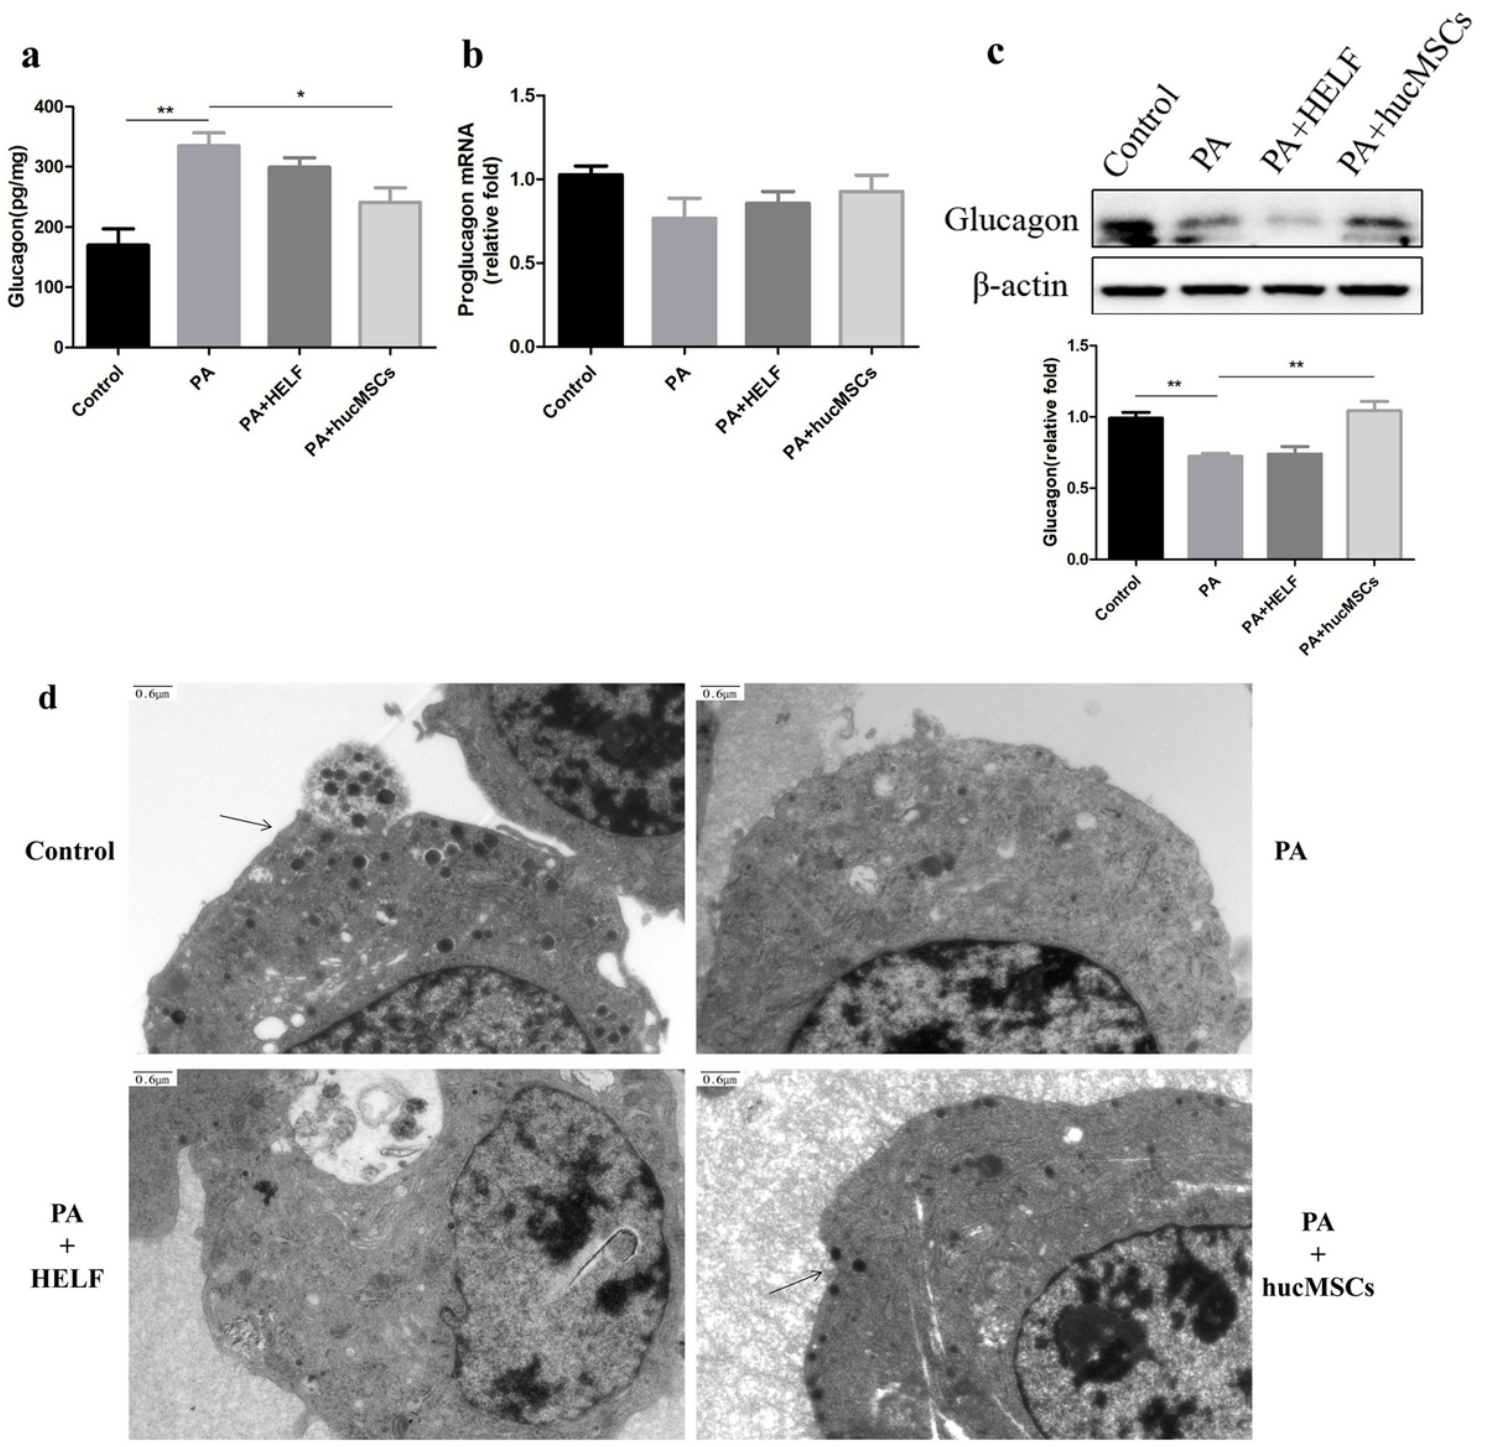 a
400
300
200
100
0
Glucagon(pg/mg)
**
*
Control
PA
PA+HELF
PA+hucMSCs
b
1.5
1.0
0.5
0.0
Proglucagon mRNA
(relative fold)
Control
PA
PA+HELF
PA+hucMSCs
c
Control
PA
PA+HELF
PA+hucMSCs
Glucagon
β-actin
1.5
1.0
0.5
0.0
Glucagon(relative fold)
**
**
Control
PA
PA+HELF
PA+hucMSCs
d
0.6μm
0.6μm
Control
PA
0.6μm
0.6μm
PA
+
HELF
PA
+
hucMSCs